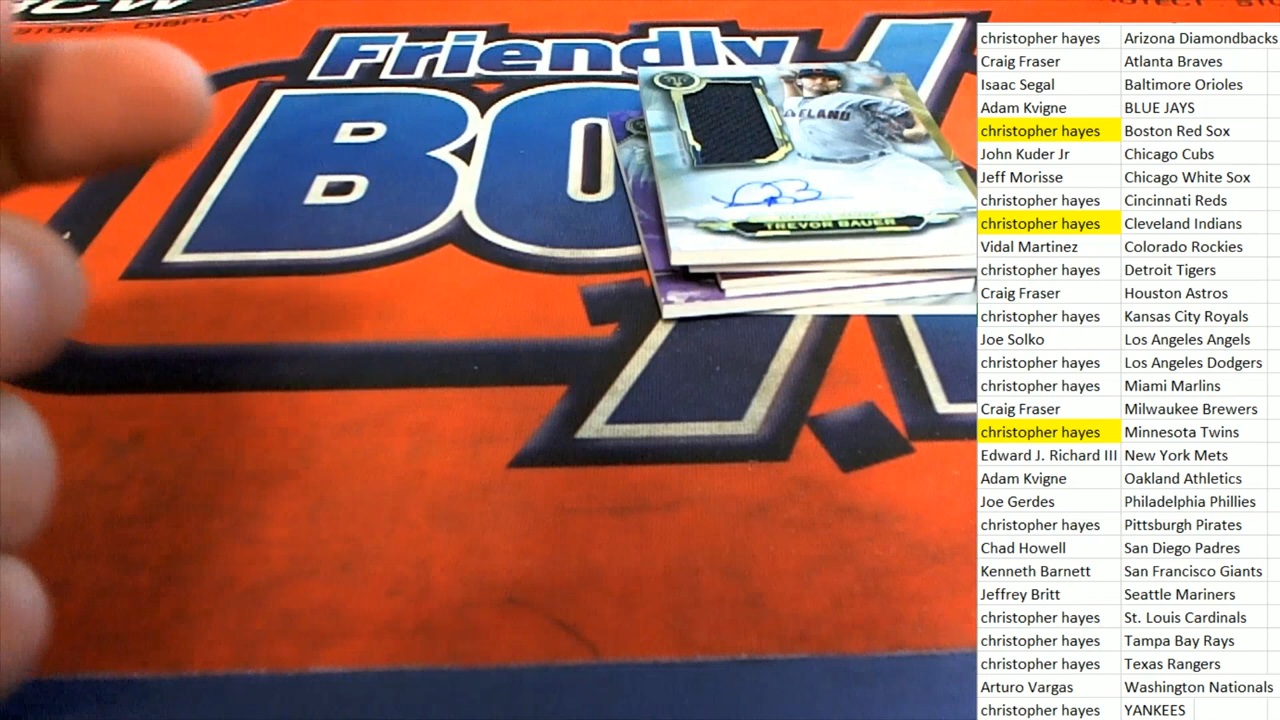 STORE · DISPLAY
Friendly
BO
ELAND
TREVOR BAUER
christopher hayes Arizona Diamondbacks
Craig Fraser Atlanta Braves
Isaac Segal Baltimore Orioles
Adam Kvigne BLUE JAYS
christopher hayes Boston Red Sox
John Kuder Jr Chicago Cubs
Jeff Morisse Chicago White Sox
christopher hayes Cincinnati Reds
christopher hayes Cleveland Indians
Vidal Martinez Colorado Rockies
christopher hayes Detroit Tigers
Craig Fraser Houston Astros
christopher hayes Kansas City Royals
Joe Solko Los Angeles Angels
christopher hayes Los Angeles Dodgers
christopher hayes Miami Marlins
Craig Fraser Milwaukee Brewers
christopher hayes Minnesota Twins
Edward J. Richard III New York Mets
Adam Kvigne Oakland Athletics
Joe Gerdes Philadelphia Phillies
christopher hayes Pittsburgh Pirates
Chad Howell San Diego Padres
Kenneth Barnett San Francisco Giants
Jeffrey Britt Seattle Mariners
christopher hayes St. Louis Cardinals
christopher hayes Tampa Bay Rays
christopher hayes Texas Rangers
Arturo Vargas Washington Nationals
christopher hayes YANKEES